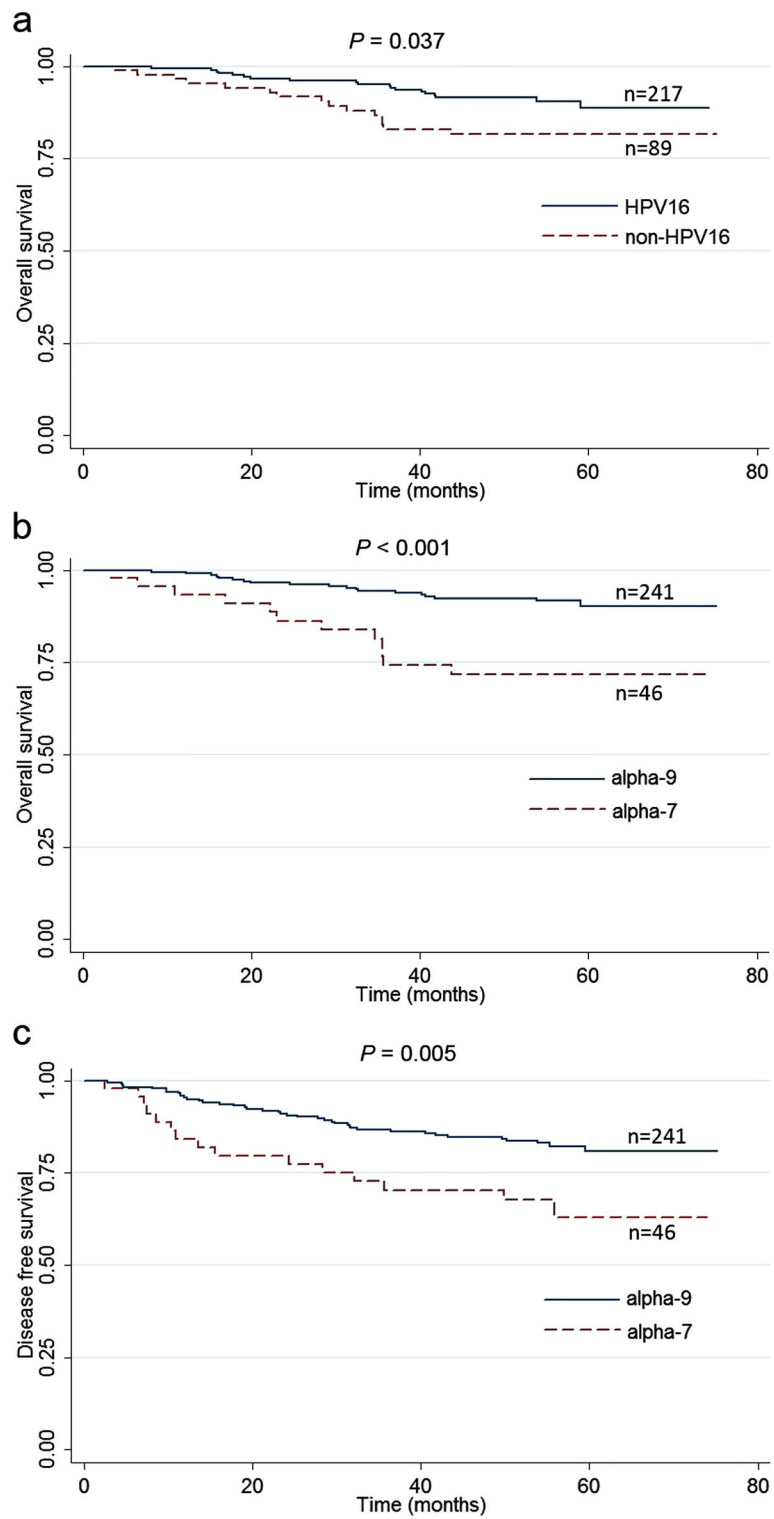 a
P = 0.037
1.00
0.75
0.50
0.25
0.00
Overall survival
n=217
n=89
HPV16
non-HPV16
0 20 40 60 80
Time (months)
b
P < 0.001
1.00
0.75
0.50
0.25
0.00
Overall survival
n=241
n=46
alpha-9
alpha-7
0 20 40 60 80
Time (months)
c
P = 0.005
1.00
0.75
0.50
0.25
0.00
Disease free survival
n=241
n=46
alpha-9
alpha-7
0 20 40 60 80
Time (months)